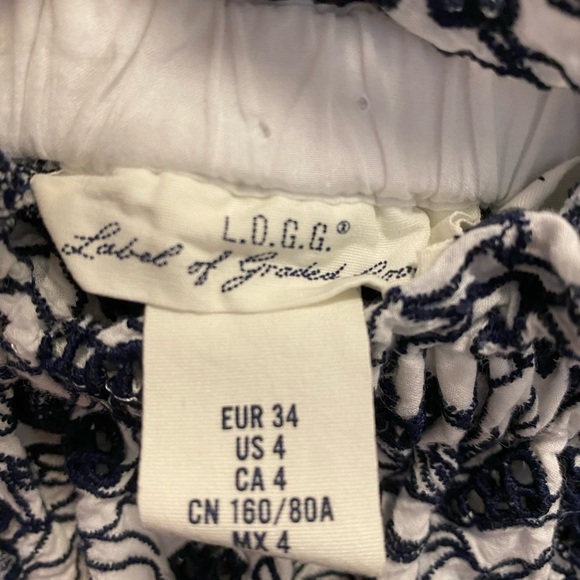 L.O.G.G.®
Label of Graded
EUR 34
US 4
CA 4
CN 160/80A
MX 4